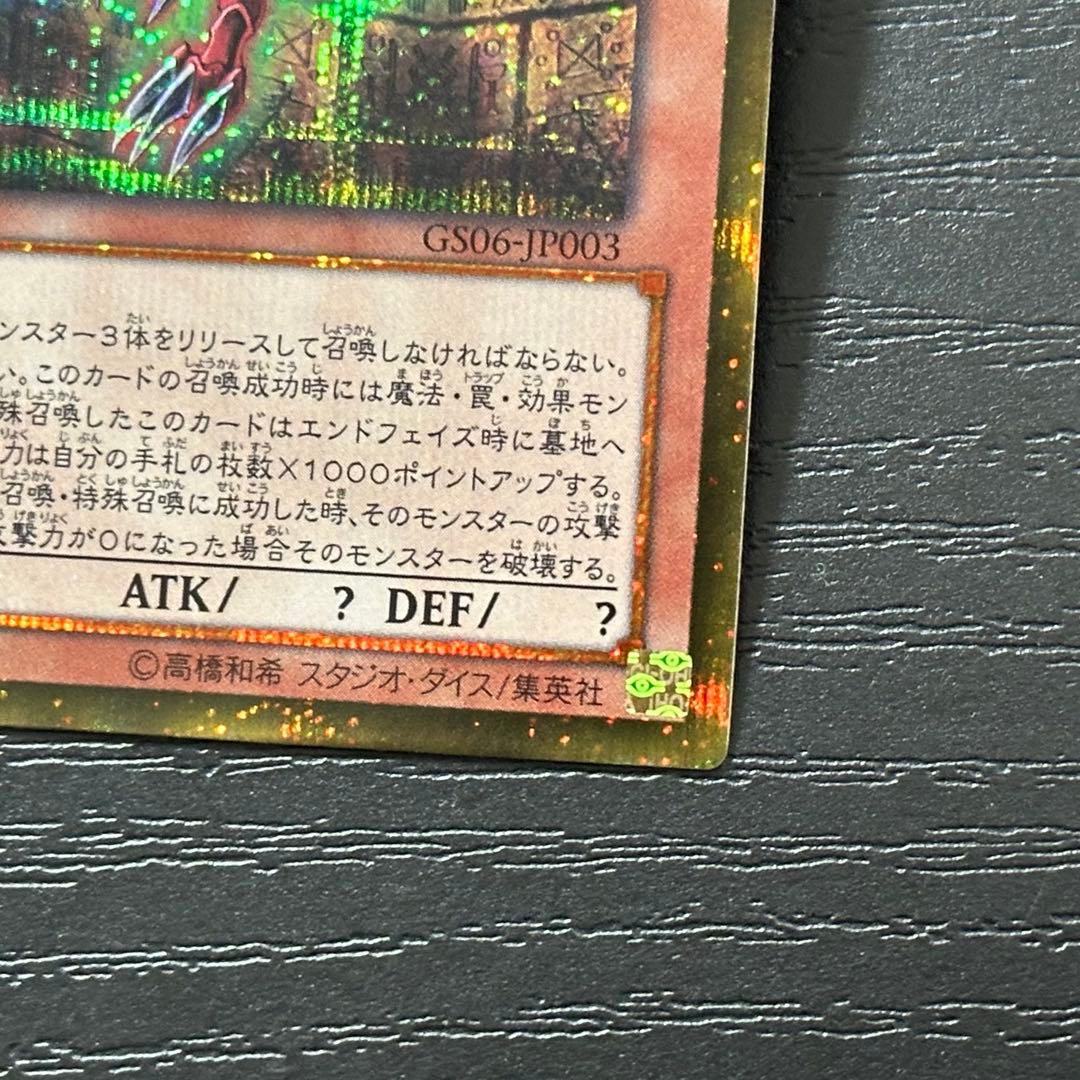 GS06-JP003
ンスター3体をリリースして召喚しなければならない。
い。このカードの召喚成功時には魔法・罠・効果モン
殊召喚したこのカードはエンドフェイズ時に墓地へ
力は自分の手札の枚数×1000ポイントアップする。
召喚・特殊召喚に成功した時、そのモンスターの攻撃
攻撃力が0になった場合そのモンスターを破壊する。
ATK/ ? DEF/ ?
©高橋和希 スタジオ・ダイス/集英社